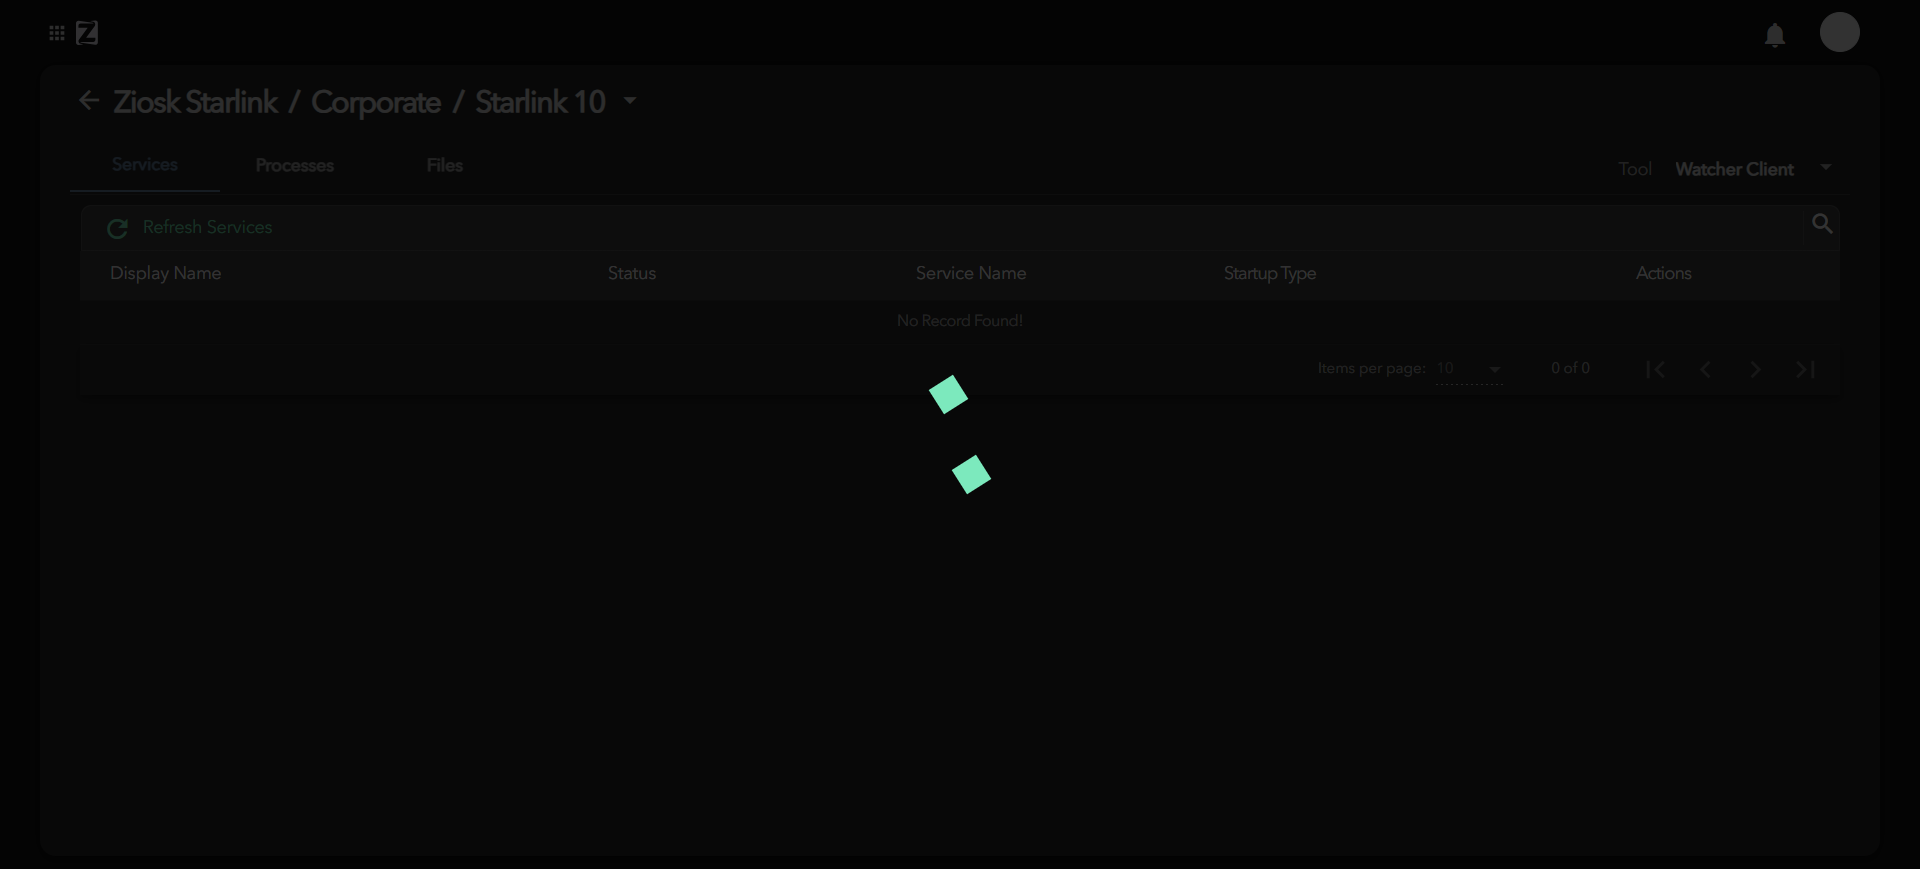 Z
Ziosk Starlink / Corporate / Starlink 10
Services Processes Files Tool Watcher Client
Refresh Services
Display Name Status Service Name Startup Type Actions
No Record Found!
Items per page: 10 0 of 0